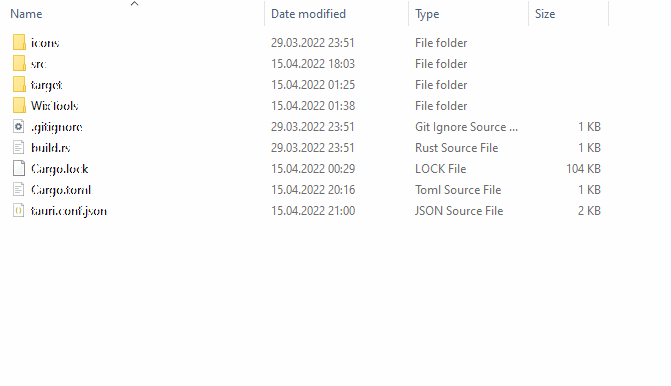 Name Date modified Type Size
icons 29.03.2022 23:51 File folder
src 15.04.2022 18:03 File folder
target 15.04.2022 01:25 File folder
WixTools 15.04.2022 01:38 File folder
.gitignore 29.03.2022 23:51 Git Ignore Source ... 1 KB
build.rs 29.03.2022 23:51 Rust Source File 1 KB
Cargo.lock 15.04.2022 00:29 LOCK File 104 KB
Cargo.toml 15.04.2022 20:16 Toml Source File 1 KB
tauri.conf.json 15.04.2022 21:00 JSON Source File 2 KB